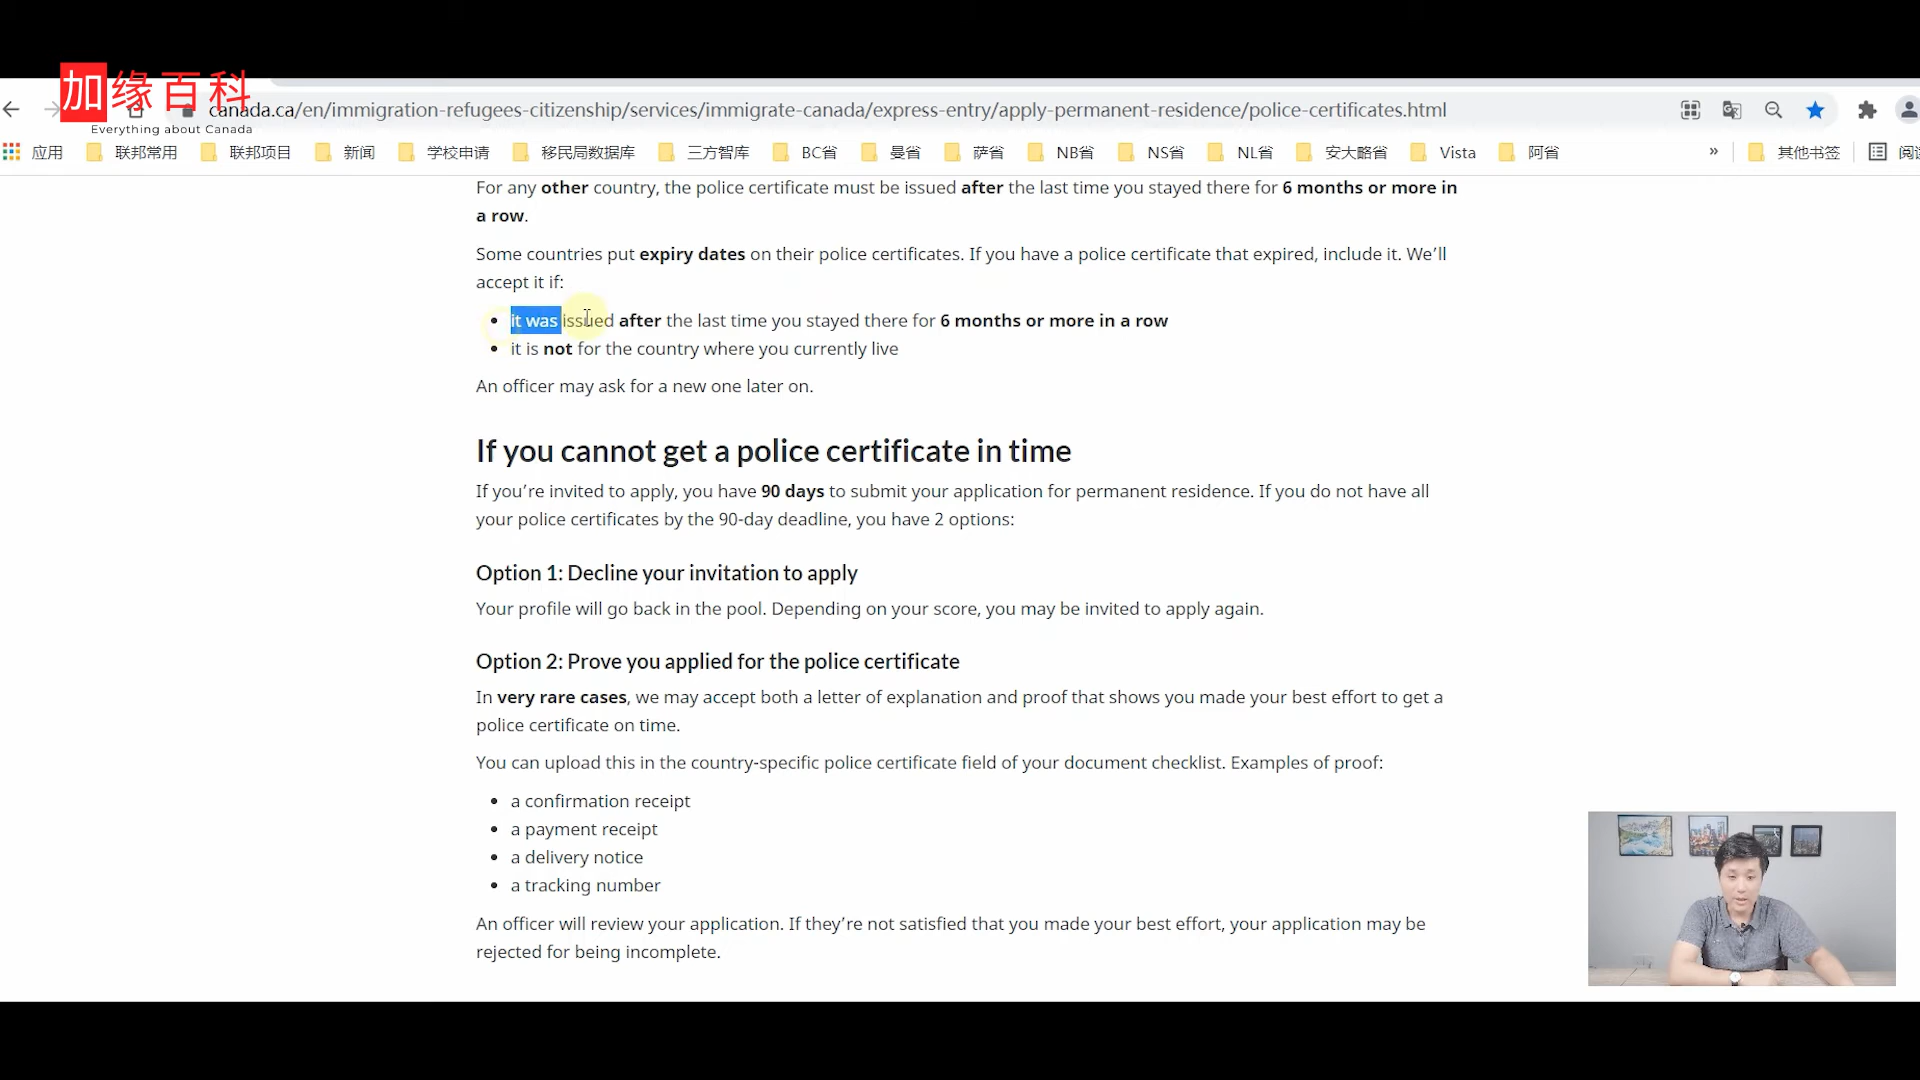 加缘百科
Everything about Canada
canada.ca/en/immigration-refugees-citizenship/services/immigrate-canada/express-entry/apply-permanent-residence/police-certificates.html
应用 联邦常用 联邦项目 新闻 学校申请 移民局数据库 三方智库 BC省 曼省 萨省 NB省 NS省 NL省 安大略省 Vista 阿省 » 其他书签
For any other country, the police certificate must be issued after the last time you stayed there for 6 months or more in
a row.
Some countries put expiry dates on their police certificates. If you have a police certificate that expired, include it. We’ll
accept it if:
• it was issued after the last time you stayed there for 6 months or more in a row
• it is not for the country where you currently live
An officer may ask for a new one later on.
If you cannot get a police certificate in time
If you’re invited to apply, you have 90 days to submit your application for permanent residence. If you do not have all
your police certificates by the 90-day deadline, you have 2 options:
Option 1: Decline your invitation to apply
Your profile will go back in the pool. Depending on your score, you may be invited to apply again.
Option 2: Prove you applied for the police certificate
In very rare cases, we may accept both a letter of explanation and proof that shows you made your best effort to get a
police certificate on time.
You can upload this in the country-specific police certificate field of your document checklist. Examples of proof:
• a confirmation receipt
• a payment receipt
• a delivery notice
• a tracking number
An officer will review your application. If they’re not satisfied that you made your best effort, your application may be
rejected for being incomplete.